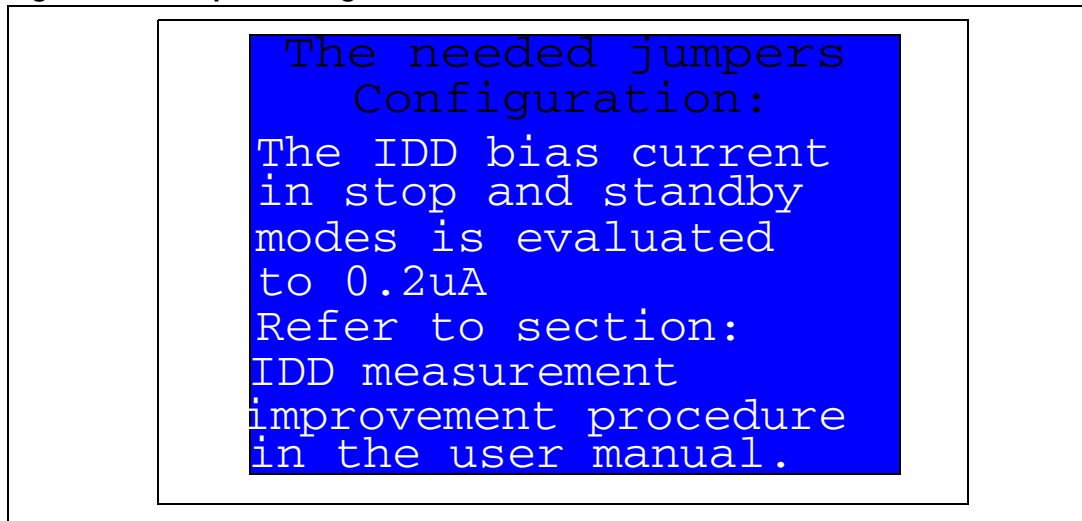 The needed jumpers
Configuration:
The IDD bias current
in stop and standby
modes is evaluated
to 0.2uA
Refer to section:
IDD measurement
improvement procedure
in the user manual.